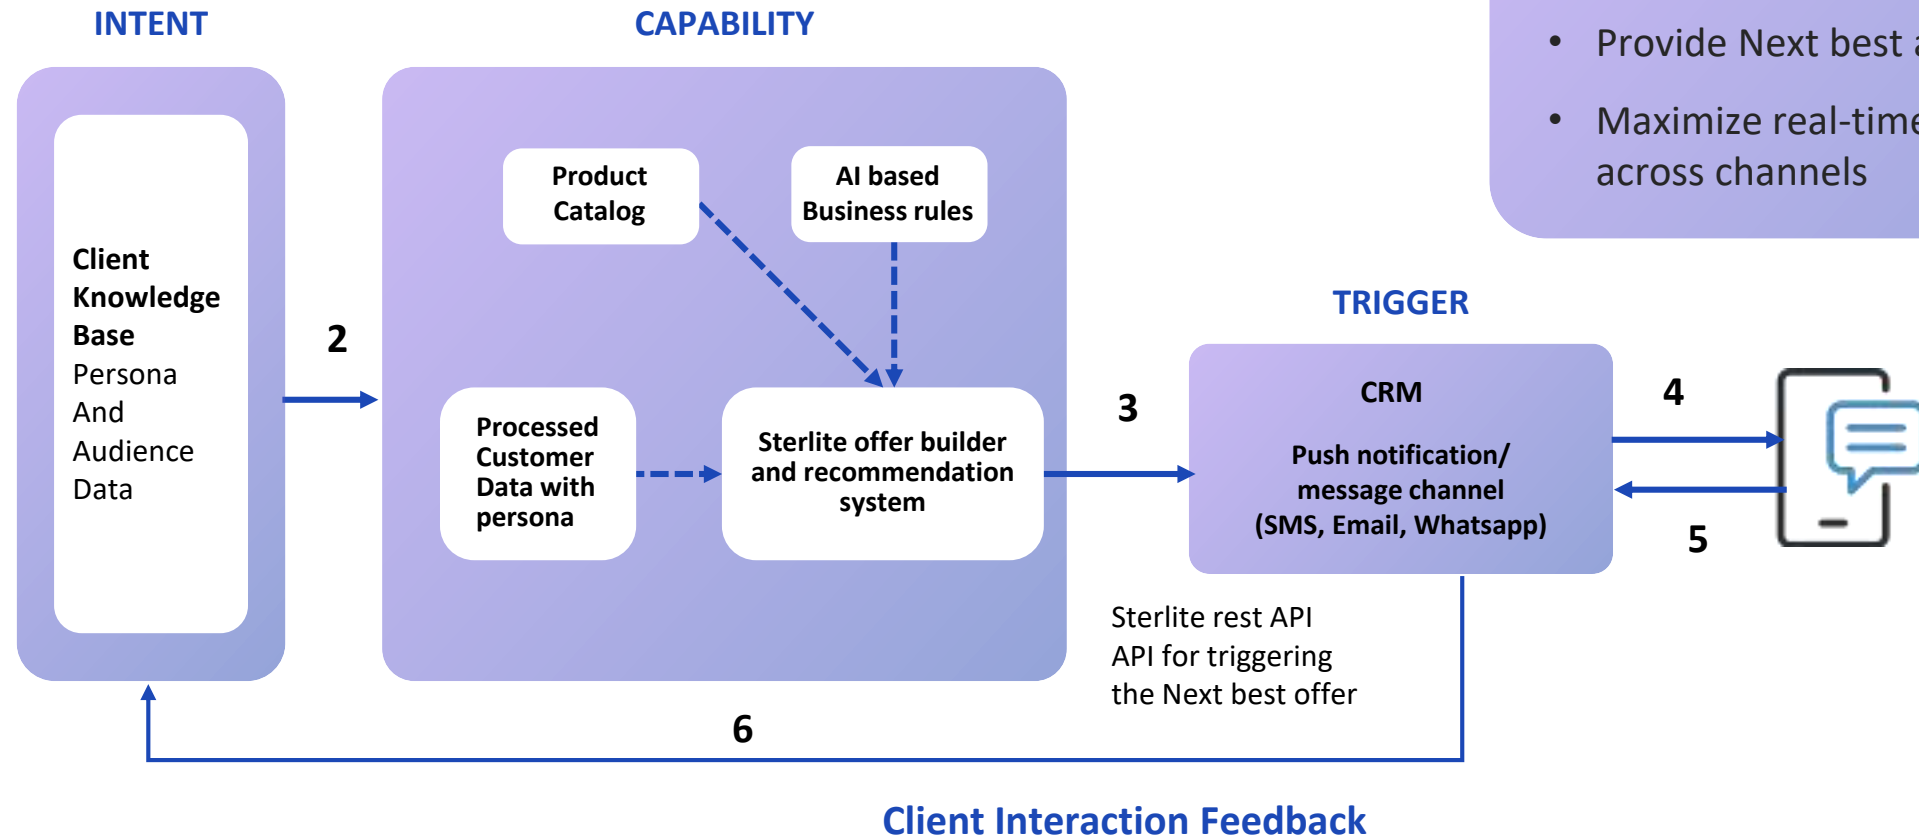 INTENT
CAPABILITY
• Provide Next best
• Maximize real-time
across channels
Product
Catalog
AI based
Business rules
Client
Knowledge
Base
Persona
And
Audience
Data
2
TRIGGER
Processed
Customer
Data with
persona
Sterlite offer builder
and recommendation
system
3
CRM
Push notification/
message channel
(SMS, Email, Whatsapp)
4
5
Sterlite rest API
API for triggering
the Next best offer
6
Client Interaction Feedback